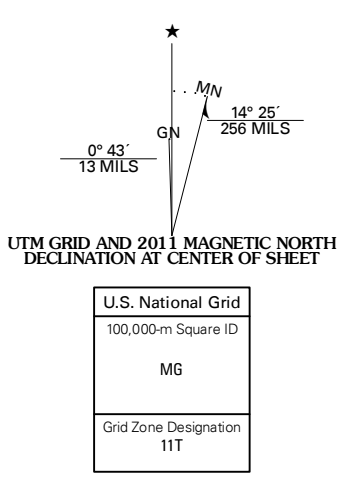 ★
MN
GN
14° 25´
256 MILS
0° 43´
13 MILS
UTM GRID AND 2011 MAGNETIC NORTH
DECLINATION AT CENTER OF SHEET
U.S. National Grid
100,000-m Square ID
MG
Grid Zone Designation
11T